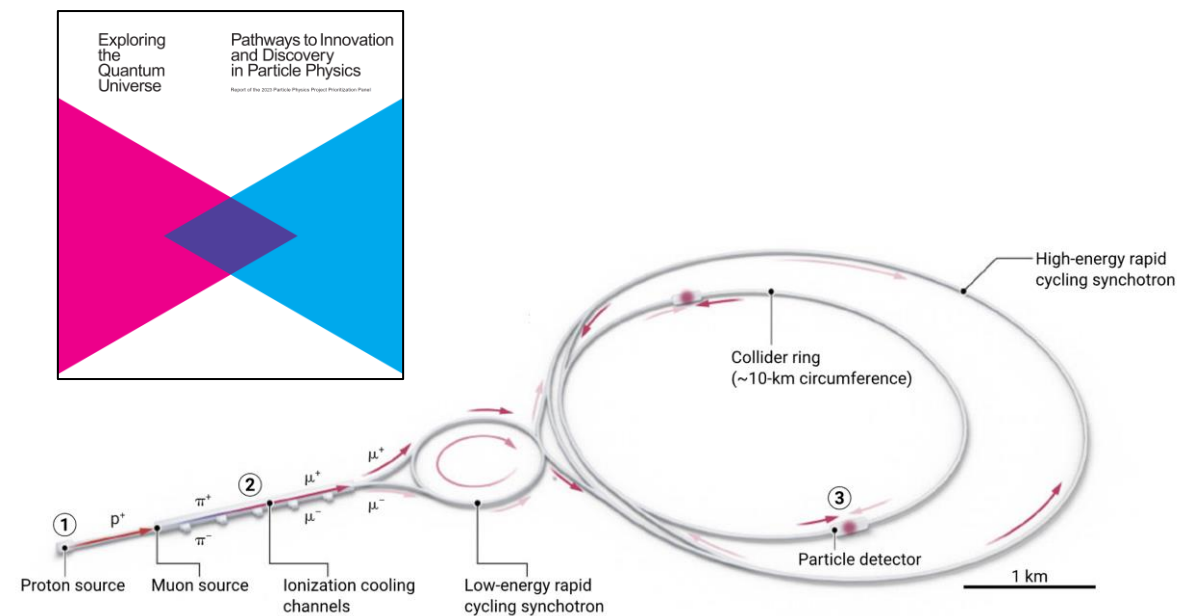 Exploring
the
Quantum
Universe
Pathways to Innovation
and Discovery
in Particle Physics
Report of the 2023 Particle Physics Project Prioritization Panel
High-energy rapid
cycling synchotron
Collider ring
(~10-km circumference)
μ⁺
μ⁺
②
π⁺
③
μ⁻
μ⁻
①
p⁺
π⁻
Particle detector
1 km
Proton source
Muon source
Ionization cooling
channels
Low-energy rapid
cycling synchotron